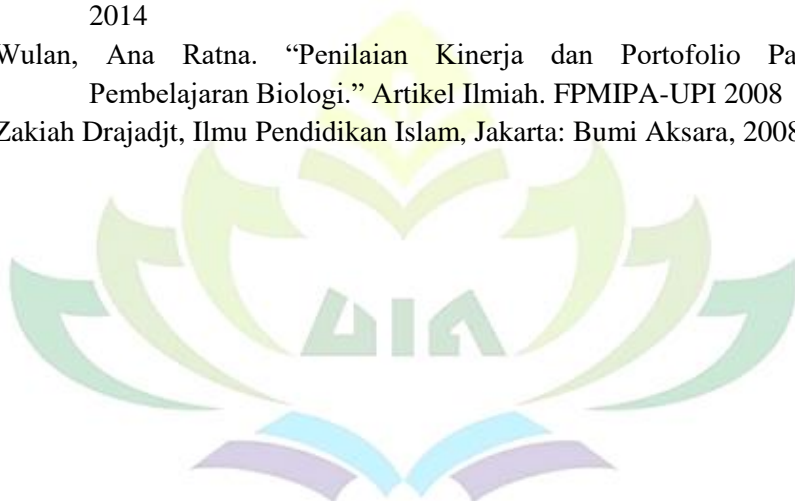 2014
Wulan, Ana Ratna. “Penilaian Kinerja dan Portofolio Pa
Pembelajaran Biologi.” Artikel Ilmiah. FPMIPA-UPI 2008
Zakiah Drajadjt, Ilmu Pendidikan Islam, Jakarta: Bumi Aksara, 2008
UIN